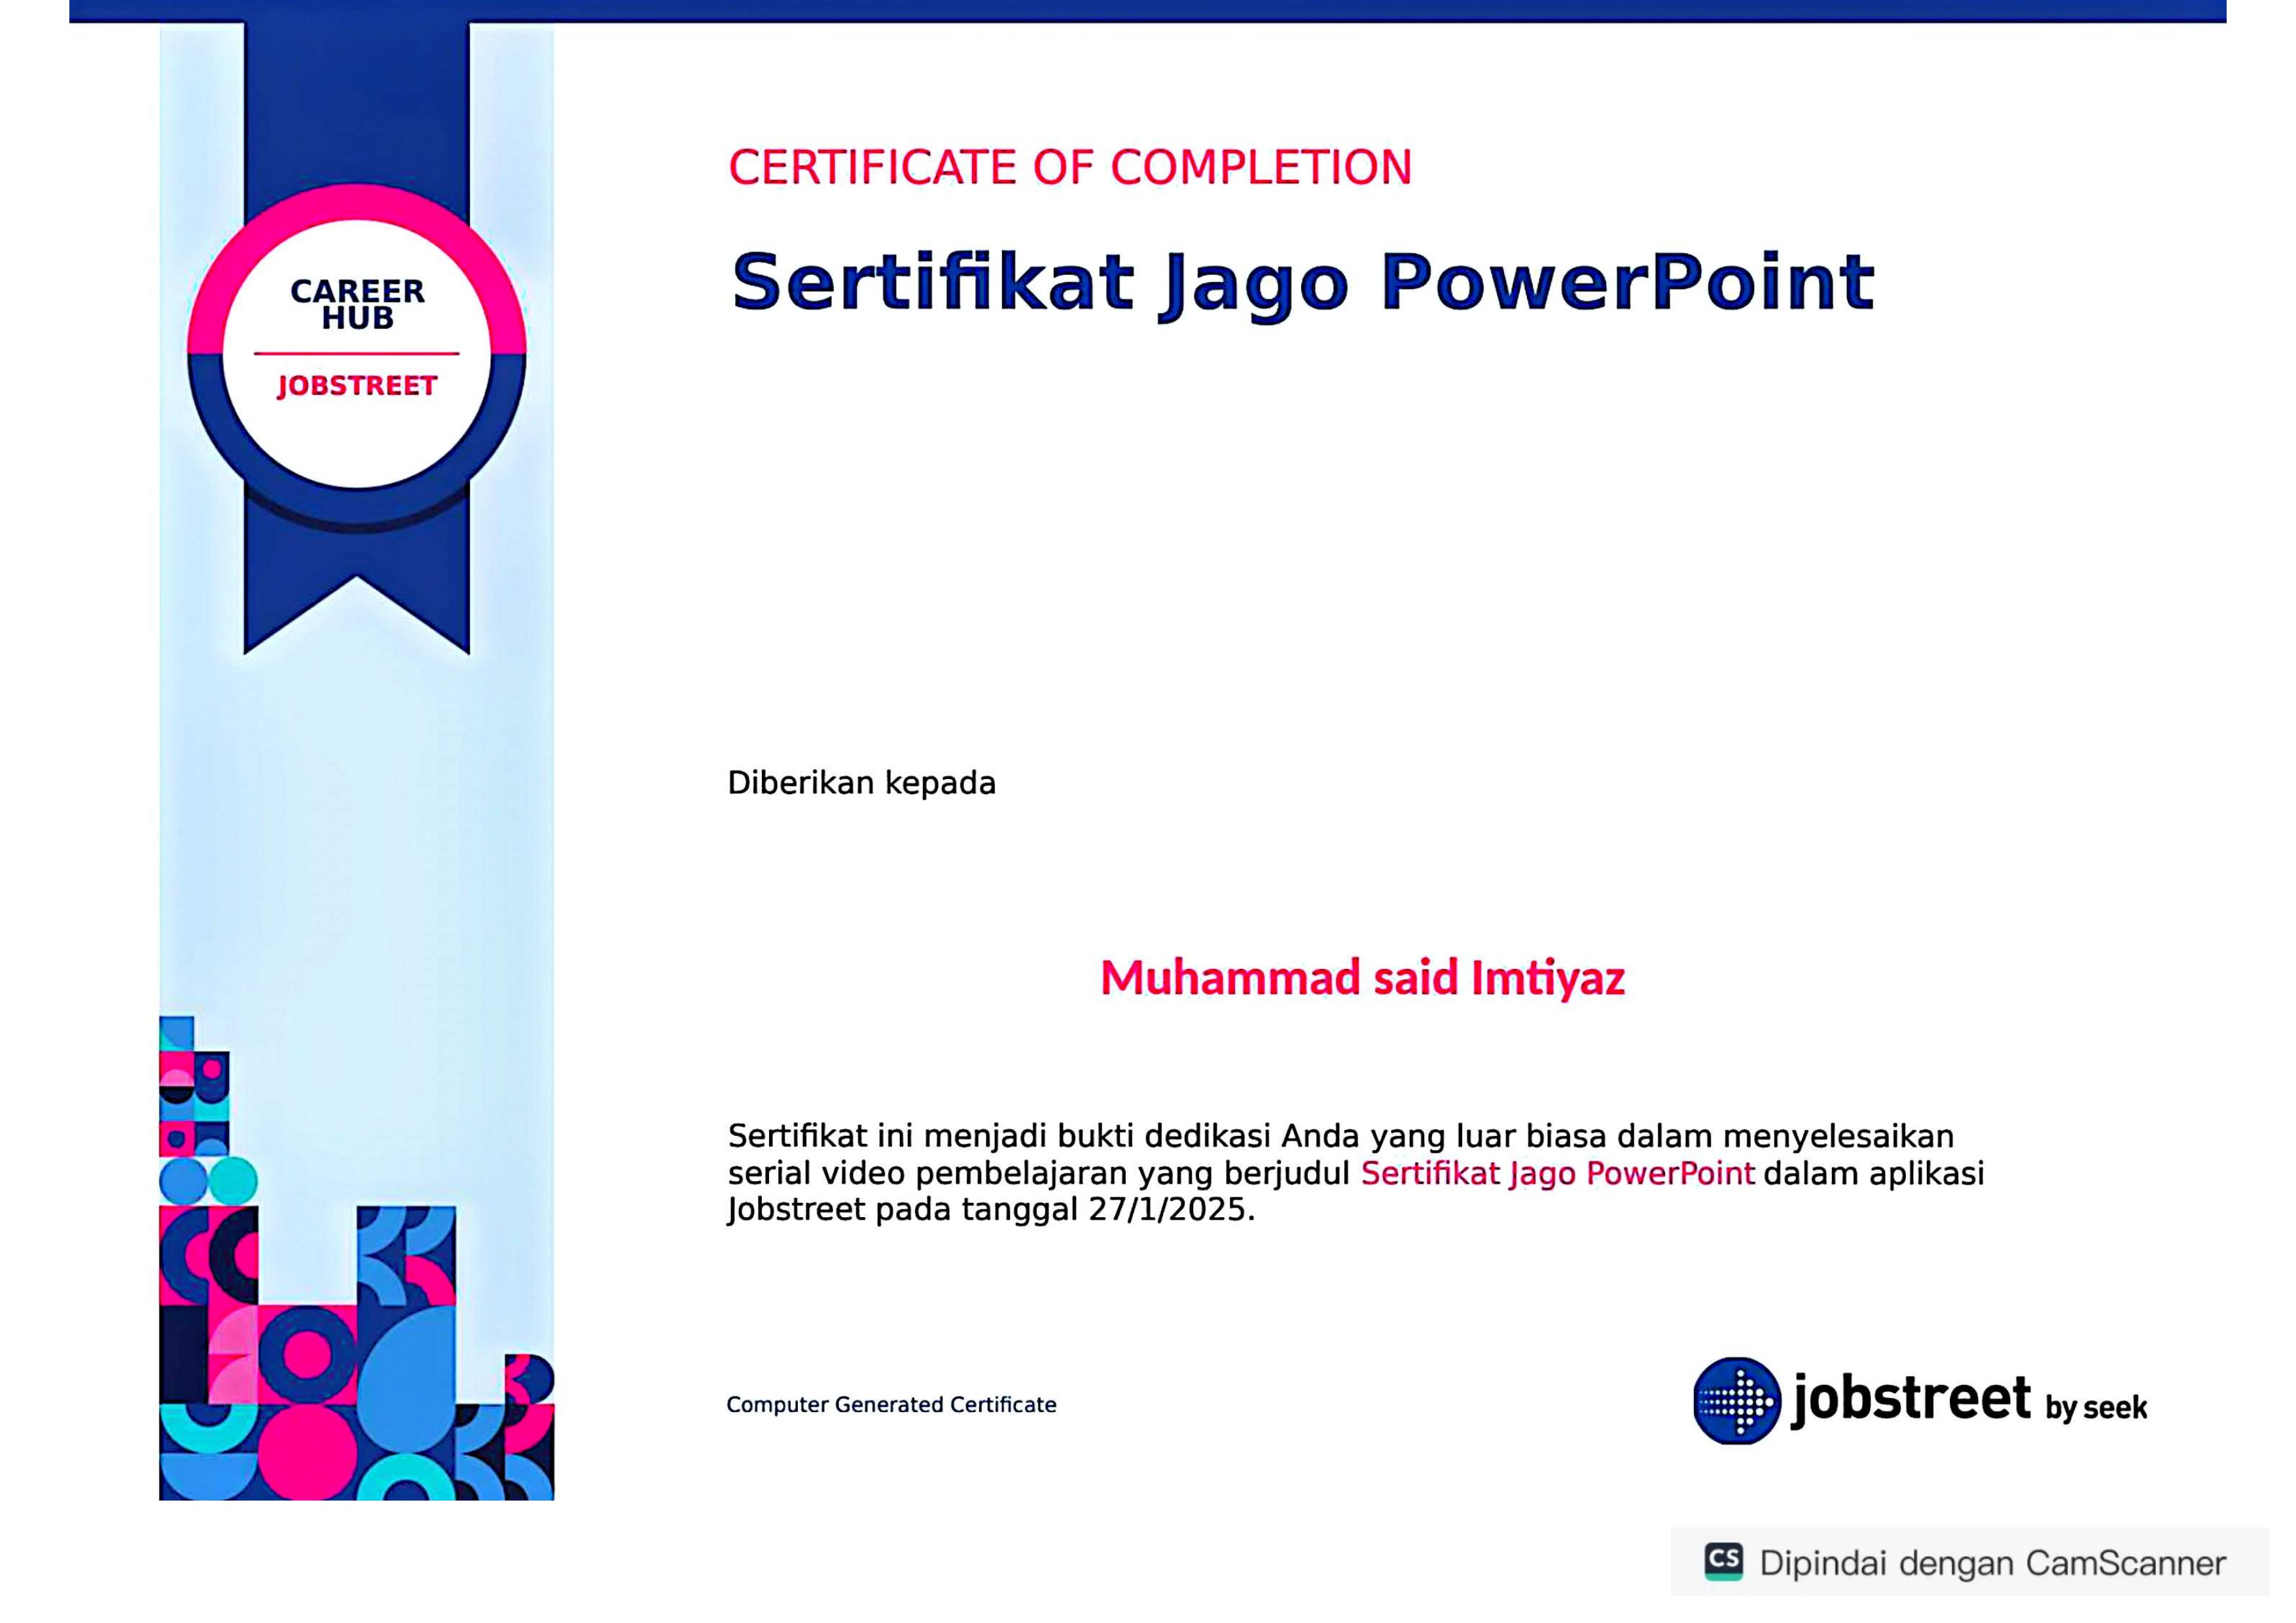 CAREER
HUB
JOBSTREET
CERTIFICATE OF COMPLETION
Sertifikat Jago PowerPoint
Diberikan kepada
Muhammad said Imtiyaz
Sertifikat ini menjadi bukti dedikasi Anda yang luar biasa dalam menyelesaikan
serial video pembelajaran yang berjudul Sertifikat Jago PowerPoint dalam aplikasi
Jobstreet pada tanggal 27/1/2025.
Computer Generated Certificate
jobstreet by seek
CS Dipindai dengan CamScanner